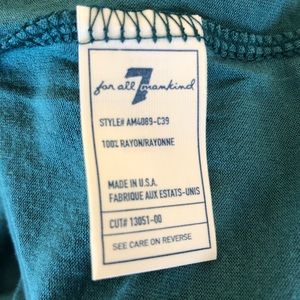 7
for all mankind
STYLE# AM4089-C39
100% RAYON/RAYONNE
MADE IN U.S.A.
FABRIQUE AUX ESTATS-UNIS
CUT# 13051-00
SEE CARE ON REVERSE